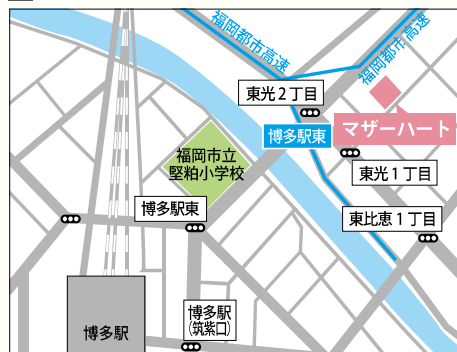 福岡都市高速
福岡都市高速
東光2丁目
博多駅東
マザーハート
福岡市立
堅粕小学校
東光1丁目
博多駅東
東比恵1丁目
博多駅
(筑紫口)
博多駅